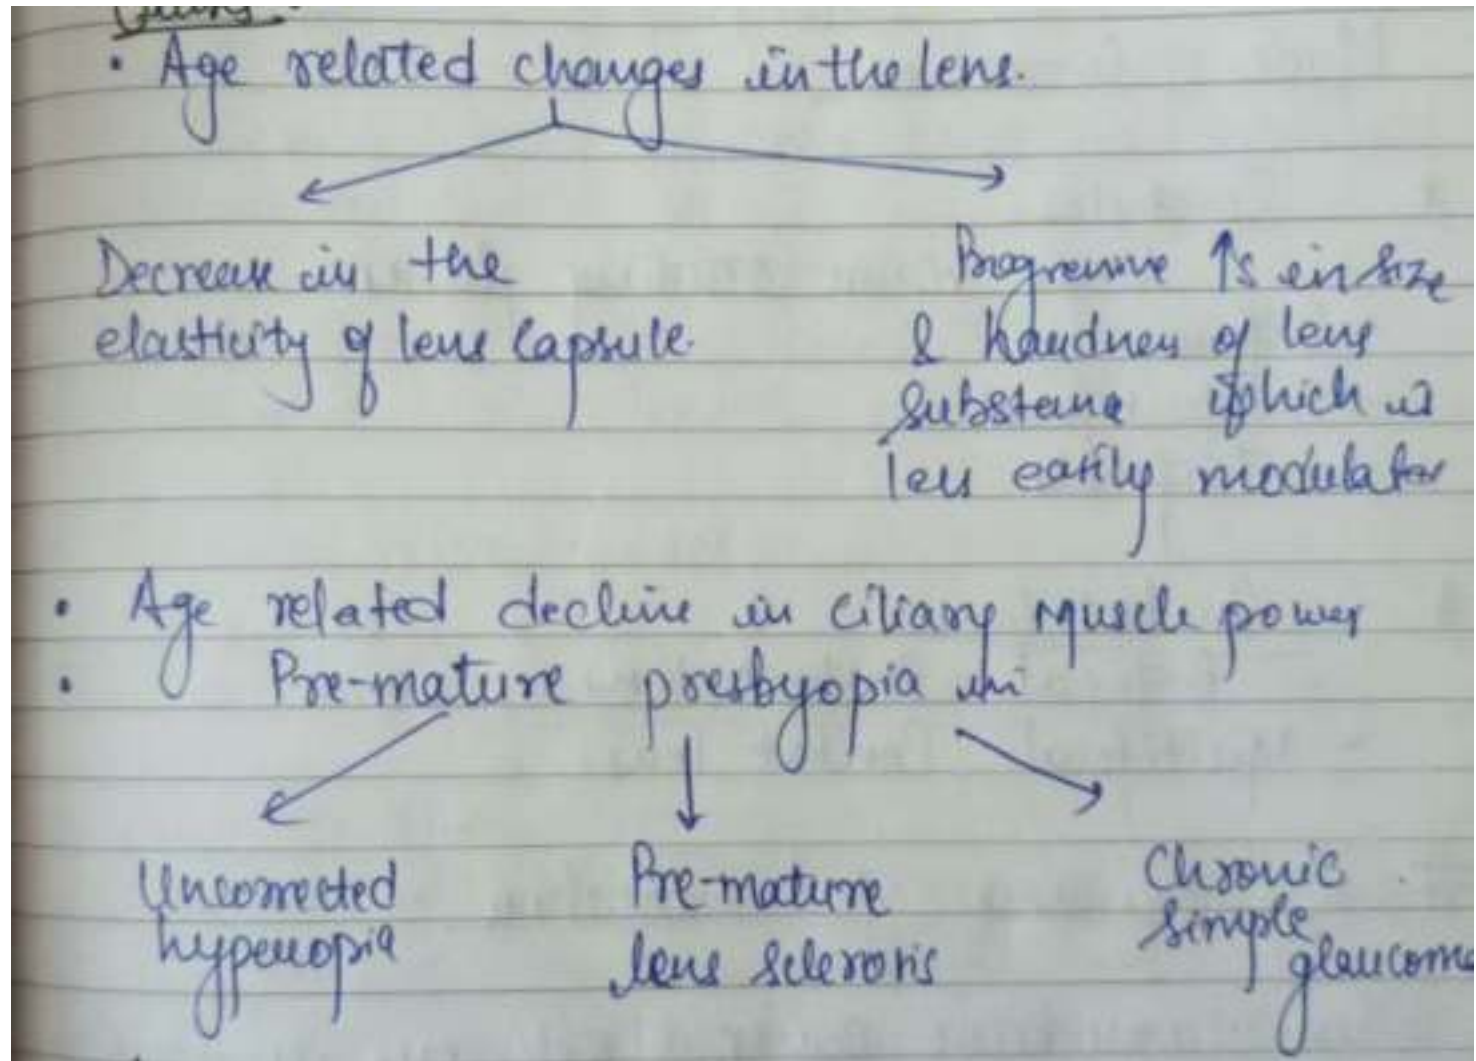 • Age related changes in the lens.
Decrease in the
elasticity of lens capsule.
Progressive ↑s in size
& hardness of lens
substance which is
less easily modulator
• Age related decline in ciliary muscle power
• Pre-mature presbyopia in
Uncorrected
hyperopia
Pre-mature
lens sclerosis
Chronic
simple
glaucoma